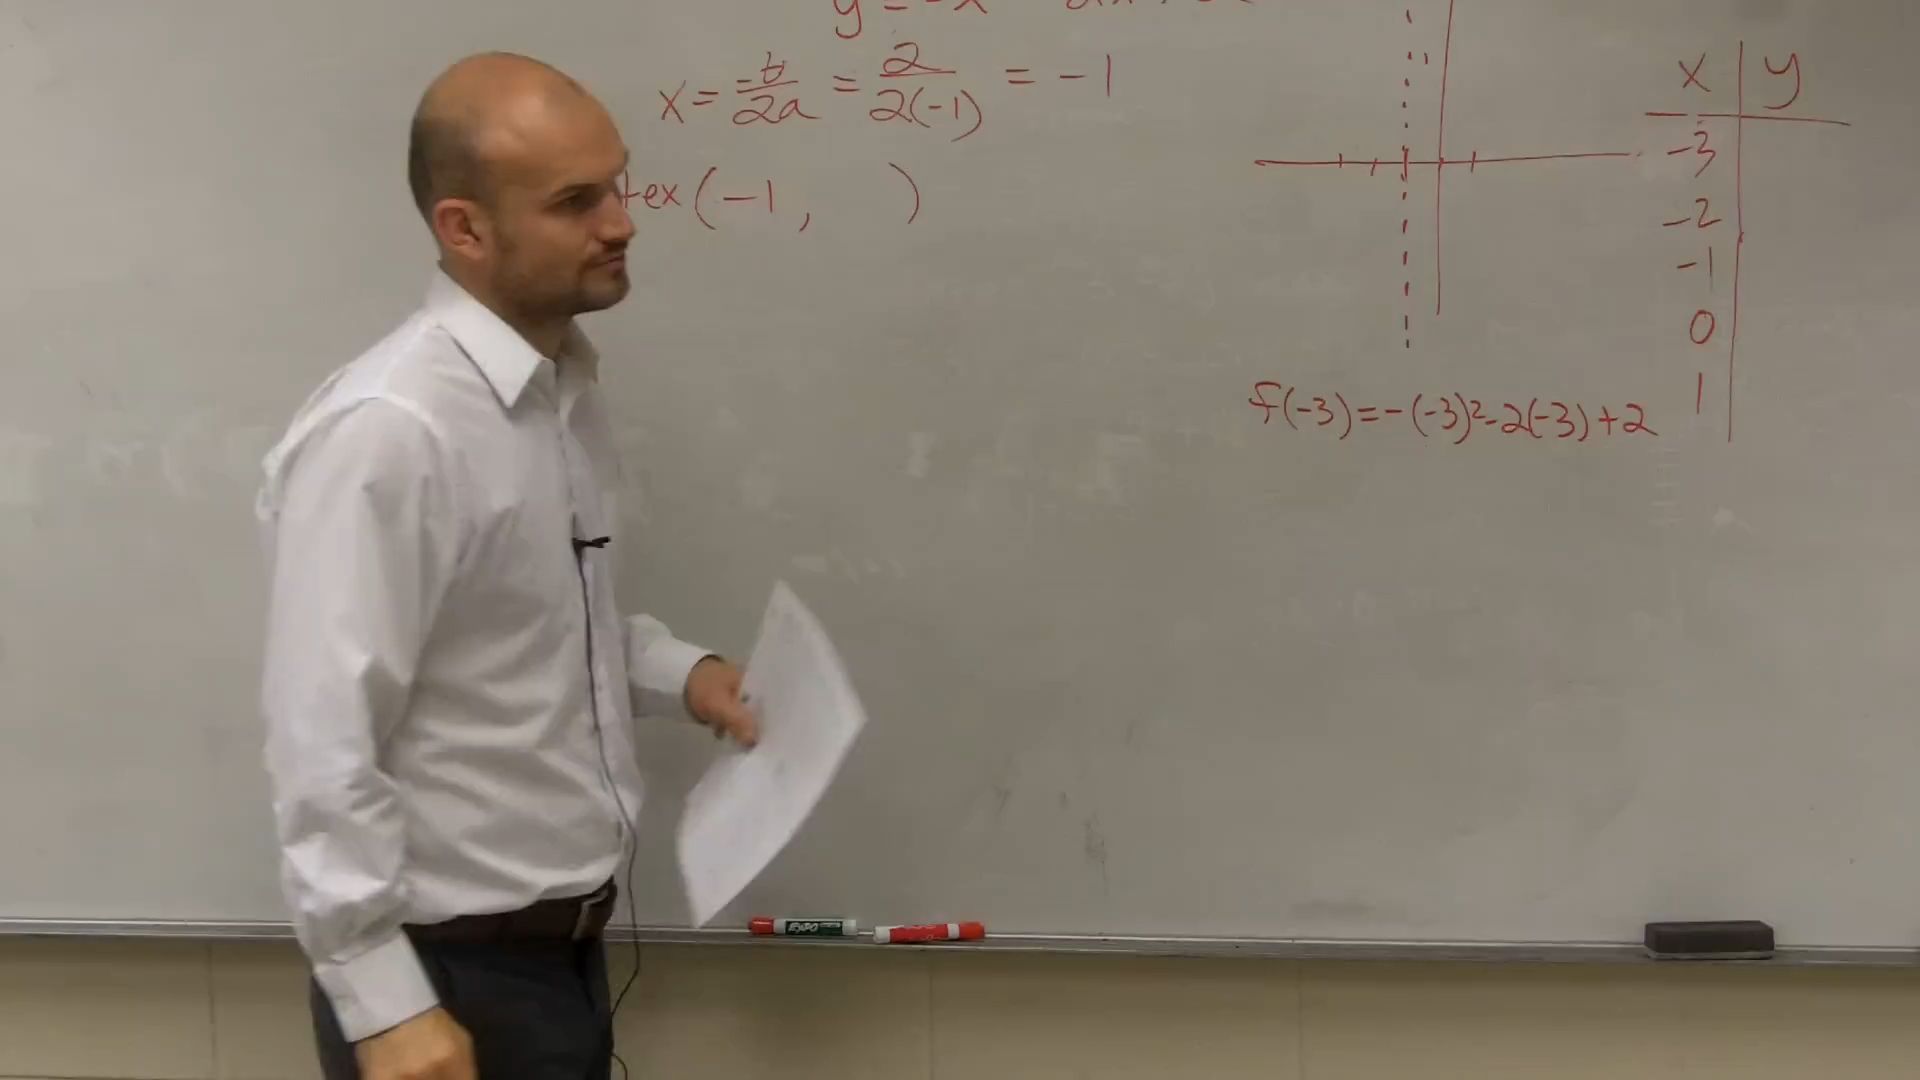 x = -b/2a = 2/2(-1) = -1
tex (-1, )
x | y
-3
-2
-1
0
1
f(-3) = -(-3)² - 2(-3) + 2
EXPO